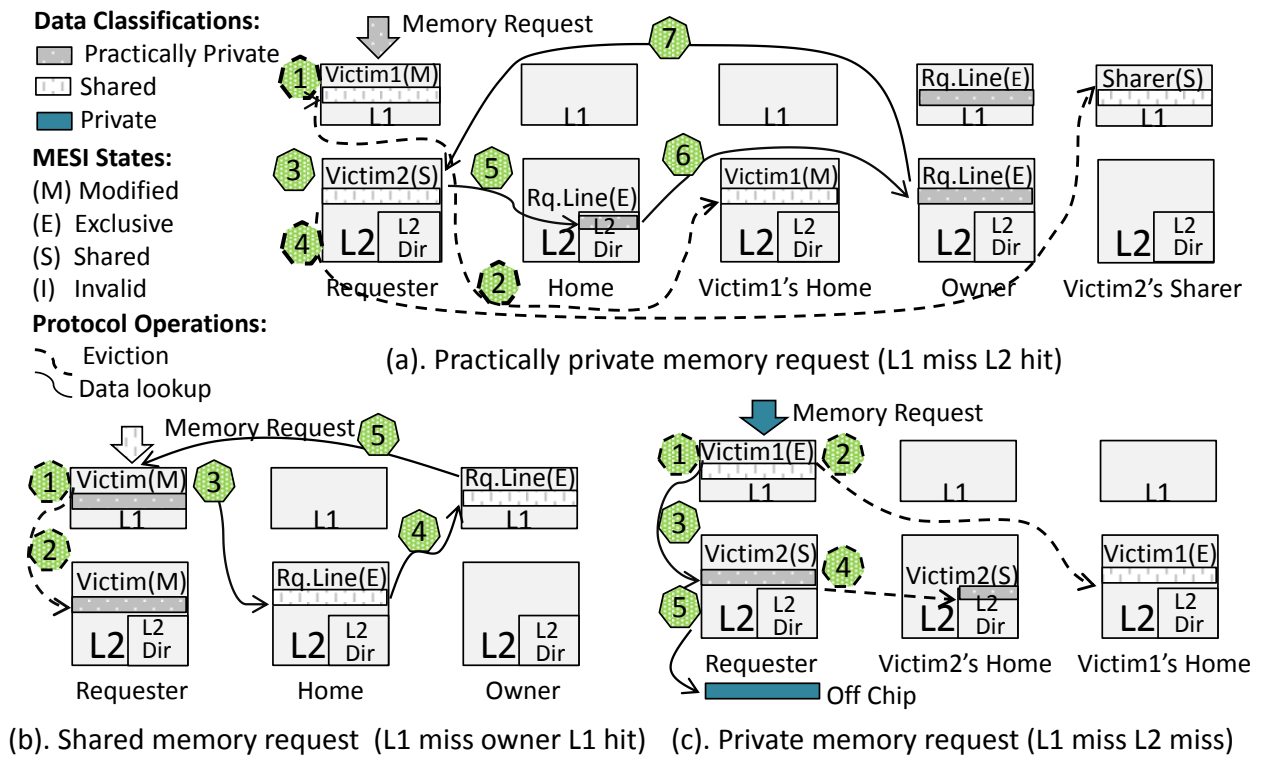 Data Classifications:
Practically Private
Shared
Private
MESI States:
(M) Modified
(E) Exclusive
(S) Shared
(I) Invalid
Protocol Operations:
Eviction
Data lookup
Memory Request
7
1
Victim1(M)
L1
L1
L1
Rq.Line(E)
L1
Sharer(S)
L1
3
Victim2(S)
5
6
Rq.Line(E)
Victim1(M)
Rq.Line(E)
4
L2
L2 Dir
L2
L2 Dir
L2
L2 Dir
L2
L2 Dir
L2
L2 Dir
2
Requester
Home
Victim1's Home
Owner
Victim2's Sharer
(a). Practically private memory request (L1 miss L2 hit)
Memory Request
5
1
Victim(M)
L1
3
L1
Rq.Line(E)
L1
4
2
Victim(M)
Rq.Line(E)
L2
L2 Dir
L2
L2 Dir
L2
L2 Dir
Requester
Home
Owner
(b). Shared memory request (L1 miss owner L1 hit)
Memory Request
1
Victim1(E)
2
L1
L1
L1
3
Victim2(S)
4
Victim2(S)
Victim1(E)
5
L2
L2 Dir
L2
L2 Dir
L2
L2 Dir
Requester
Victim2's Home
Victim1's Home
Off Chip
(c). Private memory request (L1 miss L2 miss)